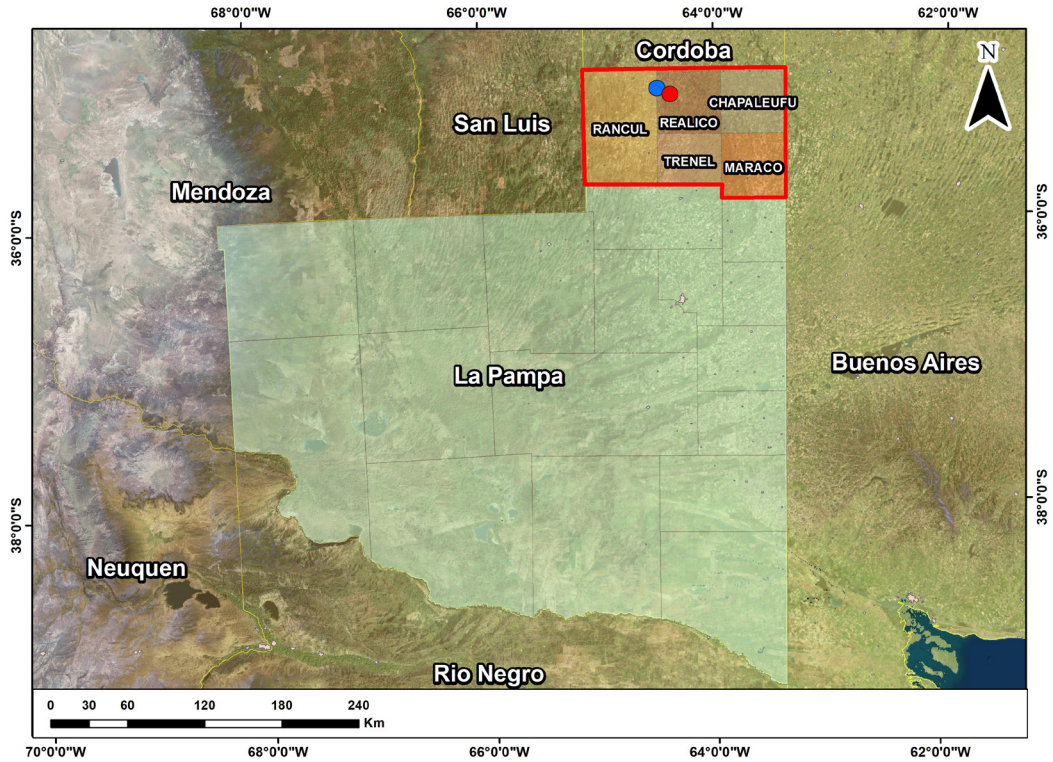 68°0'0"W
66°0'0"W
64°0'0"W
62°0'0"W
Cordoba
N
CHAPALEUFU
San Luis
RANCUL
REALICO
TRENEL
MARACO
Mendoza
36°0'0"S
36°0'0"S
La Pampa
Buenos Aires
38°0'0"S
38°0'0"S
Neuquen
Rio Negro
0 30 60 120 180 240
Km
70°0'0"W
68°0'0"W
66°0'0"W
64°0'0"W
62°0'0"W